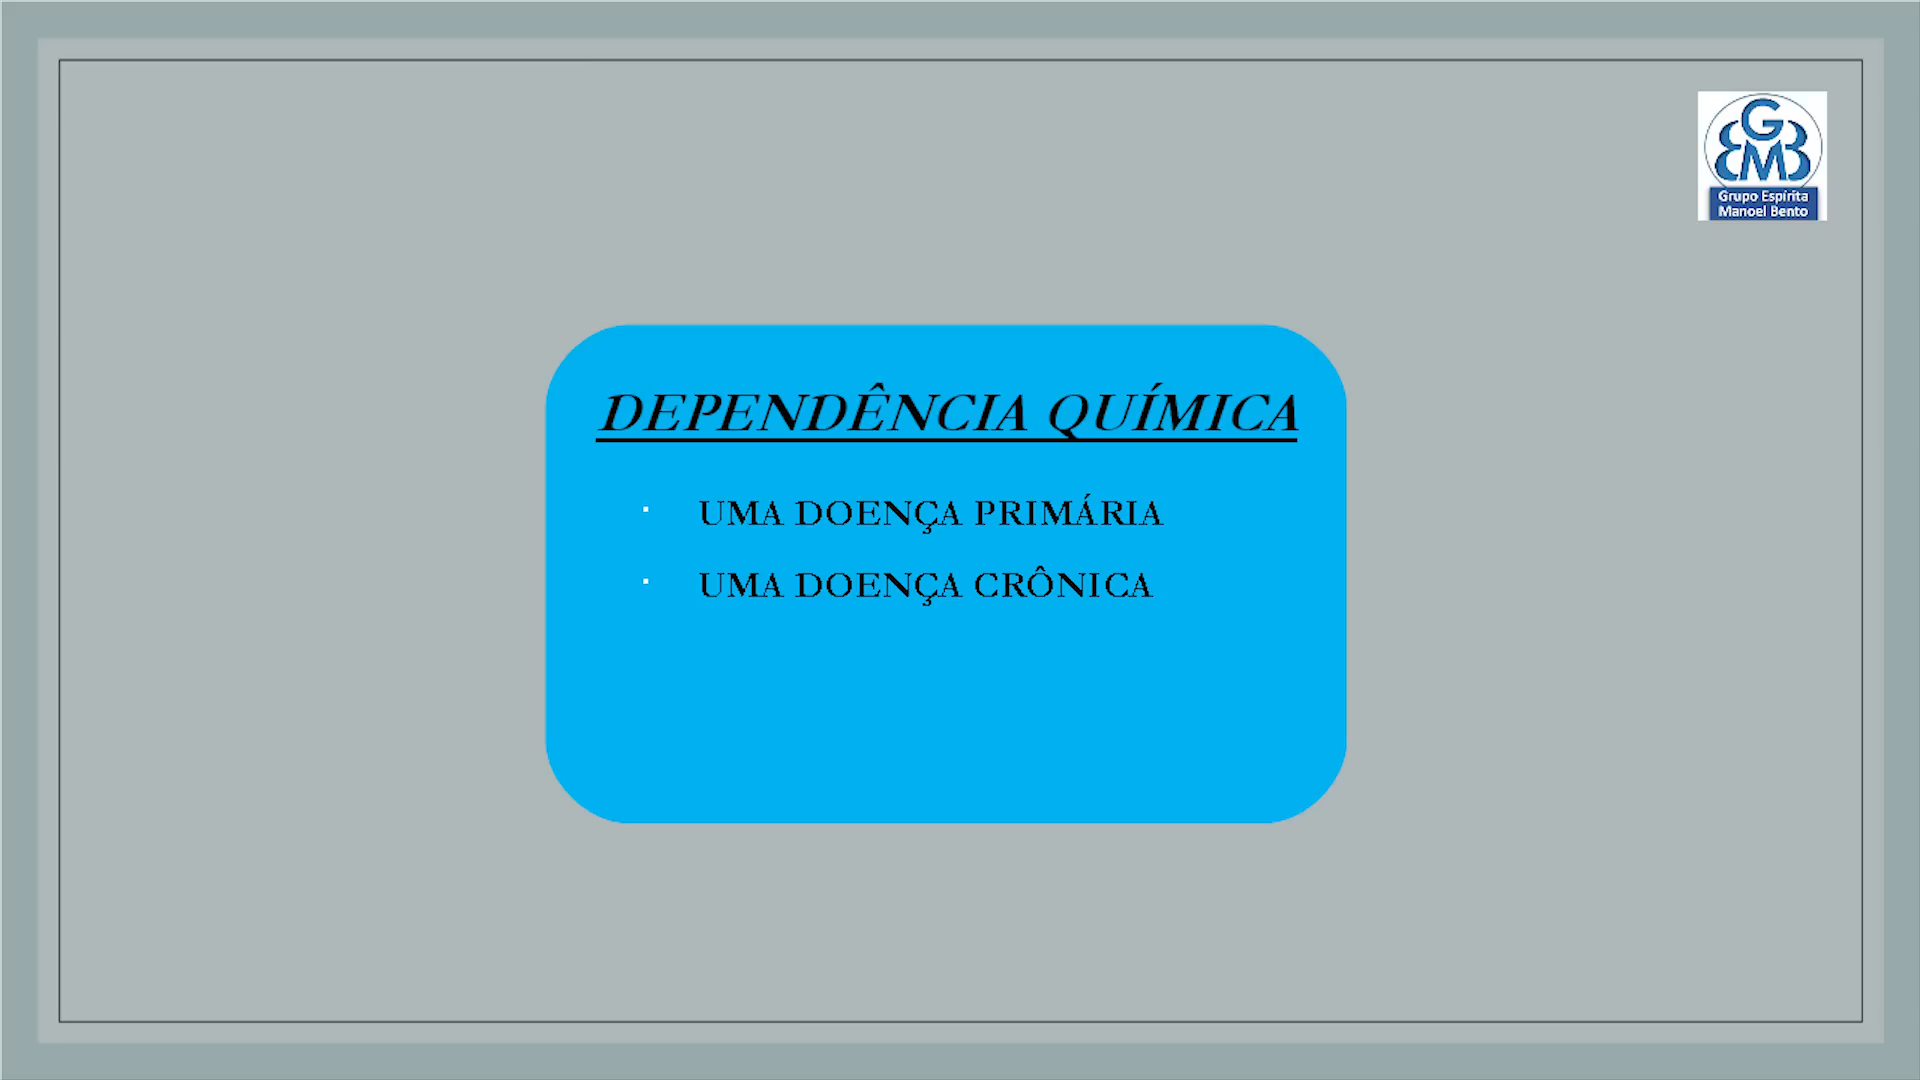 GEMB
Grupo Espírita
Manoel Bento
DEPENDÊNCIA QUÍMICA
UMA DOENÇA PRIMÁRIA
UMA DOENÇA CRÔNICA